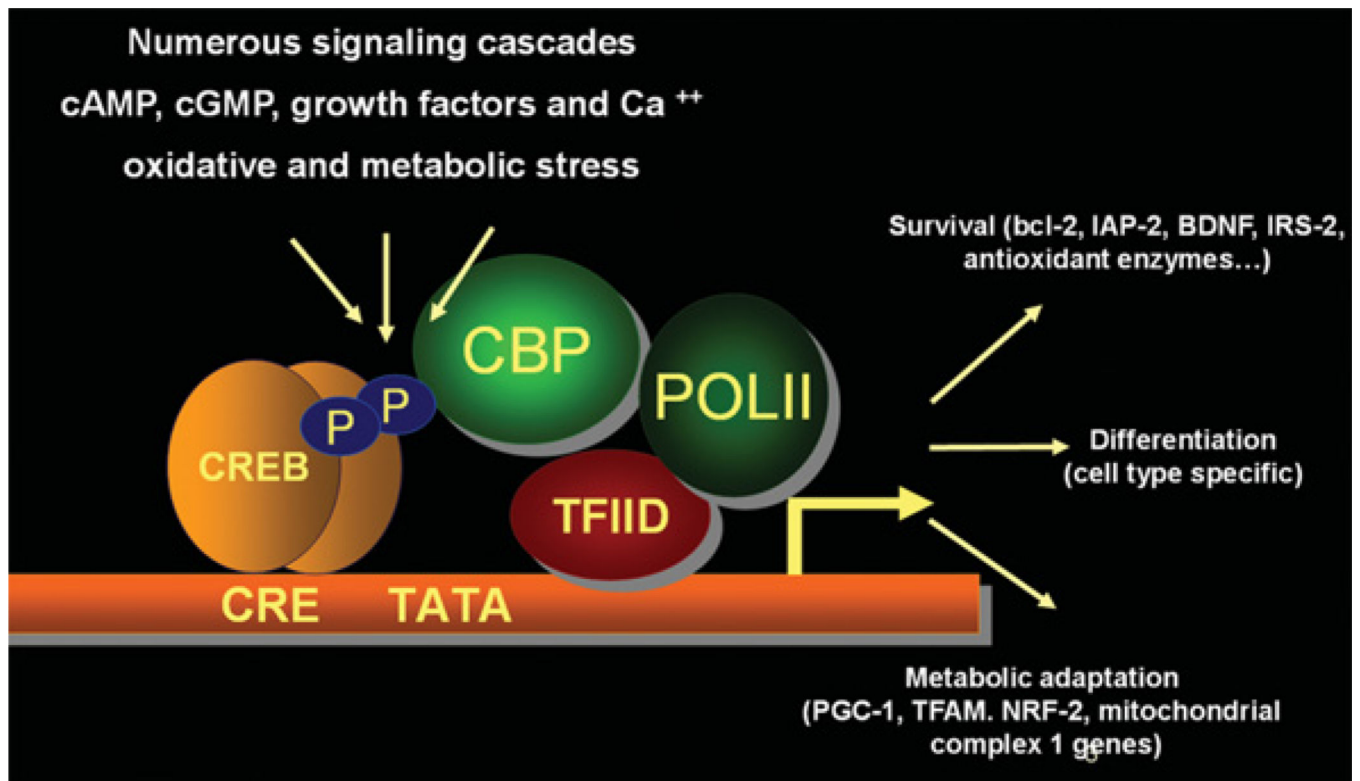 Numerous signaling cascades
cAMP, cGMP, growth factors and Ca ++
oxidative and metabolic stress
Survival (bcl-2, IAP-2, BDNF, IRS-2,
antioxidant enzymes...)
CBP
POLII
P
P
CREB
Differentiation
(cell type specific)
TFIID
CRE
TATA
Metabolic adaptation
(PGC-1, TFAM. NRF-2, mitochondrial
complex 1 genes)